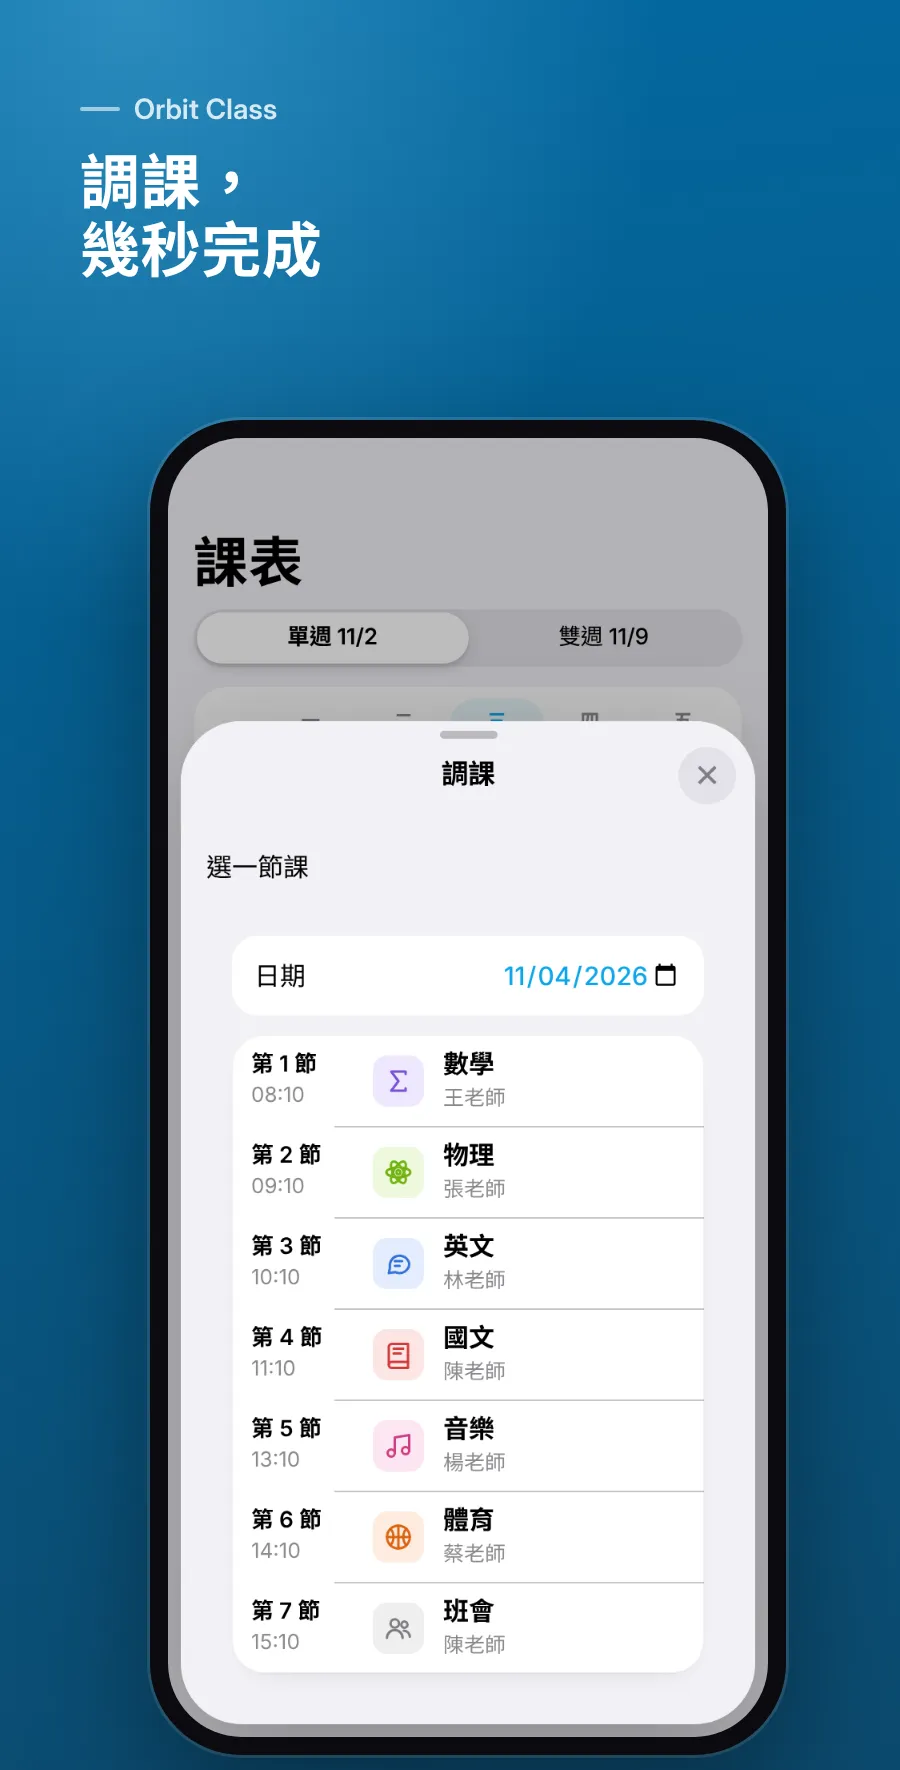 Orbit Class
調課，
幾秒完成
課表
單週 11/2
雙週 11/9
一 二 三 四 五
調課
選一節課
日期
11/04/2026
第 1 節
08:10
數學
王老師
第 2 節
09:10
物理
張老師
第 3 節
10:10
英文
林老師
第 4 節
11:10
國文
陳老師
第 5 節
13:10
音樂
楊老師
第 6 節
14:10
體育
蔡老師
第 7 節
15:10
班會
陳老師